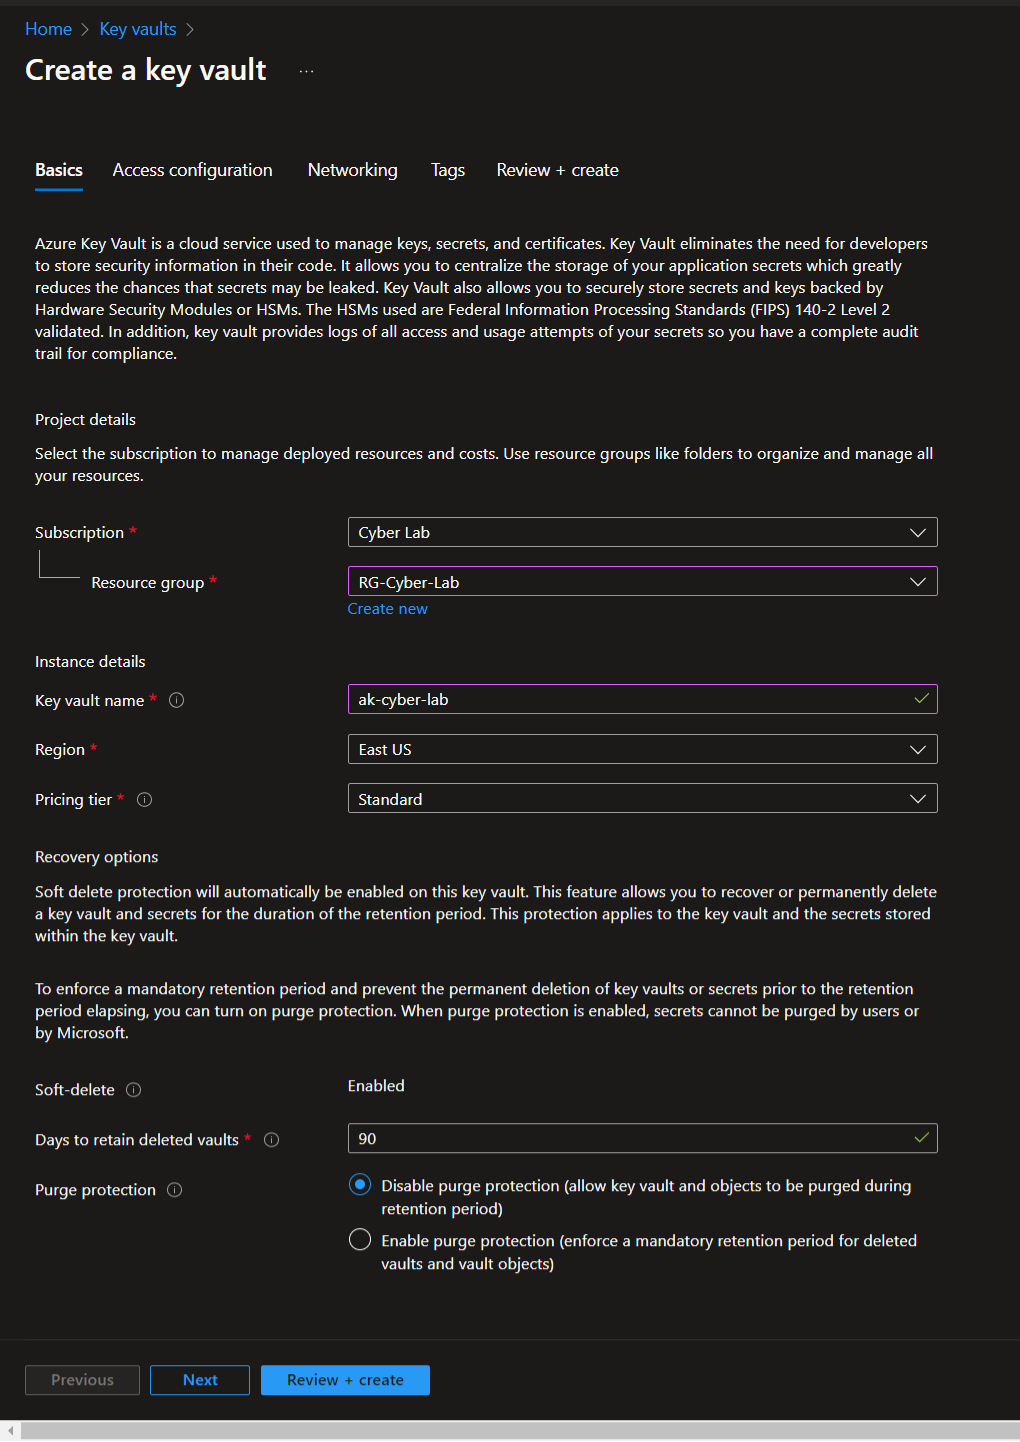 Home > Key vaults >
Create a key vault ...
Basics Access configuration Networking Tags Review + create
Azure Key Vault is a cloud service used to manage keys, secrets, and certificates. Key Vault eliminates the need for developers
to store security information in their code. It allows you to centralize the storage of your application secrets which greatly
reduces the chances that secrets may be leaked. Key Vault also allows you to securely store secrets and keys backed by
Hardware Security Modules or HSMs. The HSMs used are Federal Information Processing Standards (FIPS) 140-2 Level 2
validated. In addition, key vault provides logs of all access and usage attempts of your secrets so you have a complete audit
trail for compliance.
Project details
Select the subscription to manage deployed resources and costs. Use resource groups like folders to organize and manage all
your resources.
Subscription * Cyber Lab
Resource group * RG-Cyber-Lab
Create new
Instance details
Key vault name * ak-cyber-lab
Region * East US
Pricing tier * Standard
Recovery options
Soft delete protection will automatically be enabled on this key vault. This feature allows you to recover or permanently delete
a key vault and secrets for the duration of the retention period. This protection applies to the key vault and the secrets stored
within the key vault.
To enforce a mandatory retention period and prevent the permanent deletion of key vaults or secrets prior to the retention
period elapsing, you can turn on purge protection. When purge protection is enabled, secrets cannot be purged by users or
by Microsoft.
Soft-delete Enabled
Days to retain deleted vaults * 90
Purge protection Disable purge protection (allow key vault and objects to be purged during
retention period)
Enable purge protection (enforce a mandatory retention period for deleted
vaults and vault objects)
Previous Next Review + create